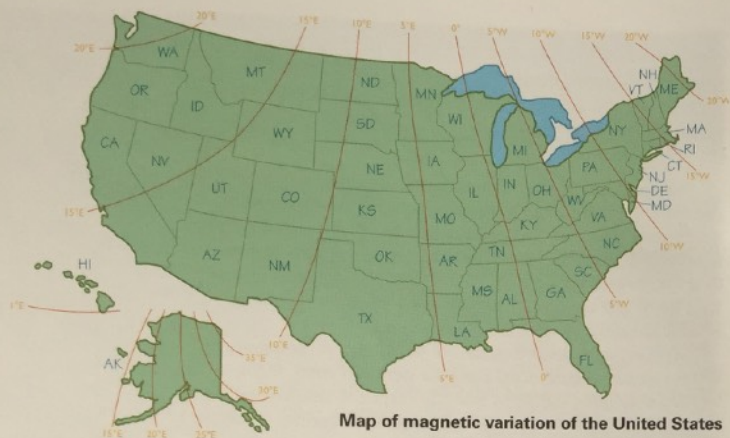 20°E
15°E
10°E
5°E
0°
5°W
10°W
15°W
20°W
20°E
WA
MT
ND
MN
NH
VT
ME
OR
ID
SD
WI
MI
NY
20°W
MA
RI
CT
CA
NV
WY
NE
IA
PA
15°W
NJ
DE
MD
UT
CO
IL
IN
OH
WV
VA
15°E
KS
MO
KY
NC
10°W
AZ
NM
OK
AR
TN
SC
HI
MS
AL
GA
5°W
TX
LA
FL
10°E
AK
35°E
30°E
5°E
0°
15°E
20°E
25°E
Map of magnetic variation of the United States